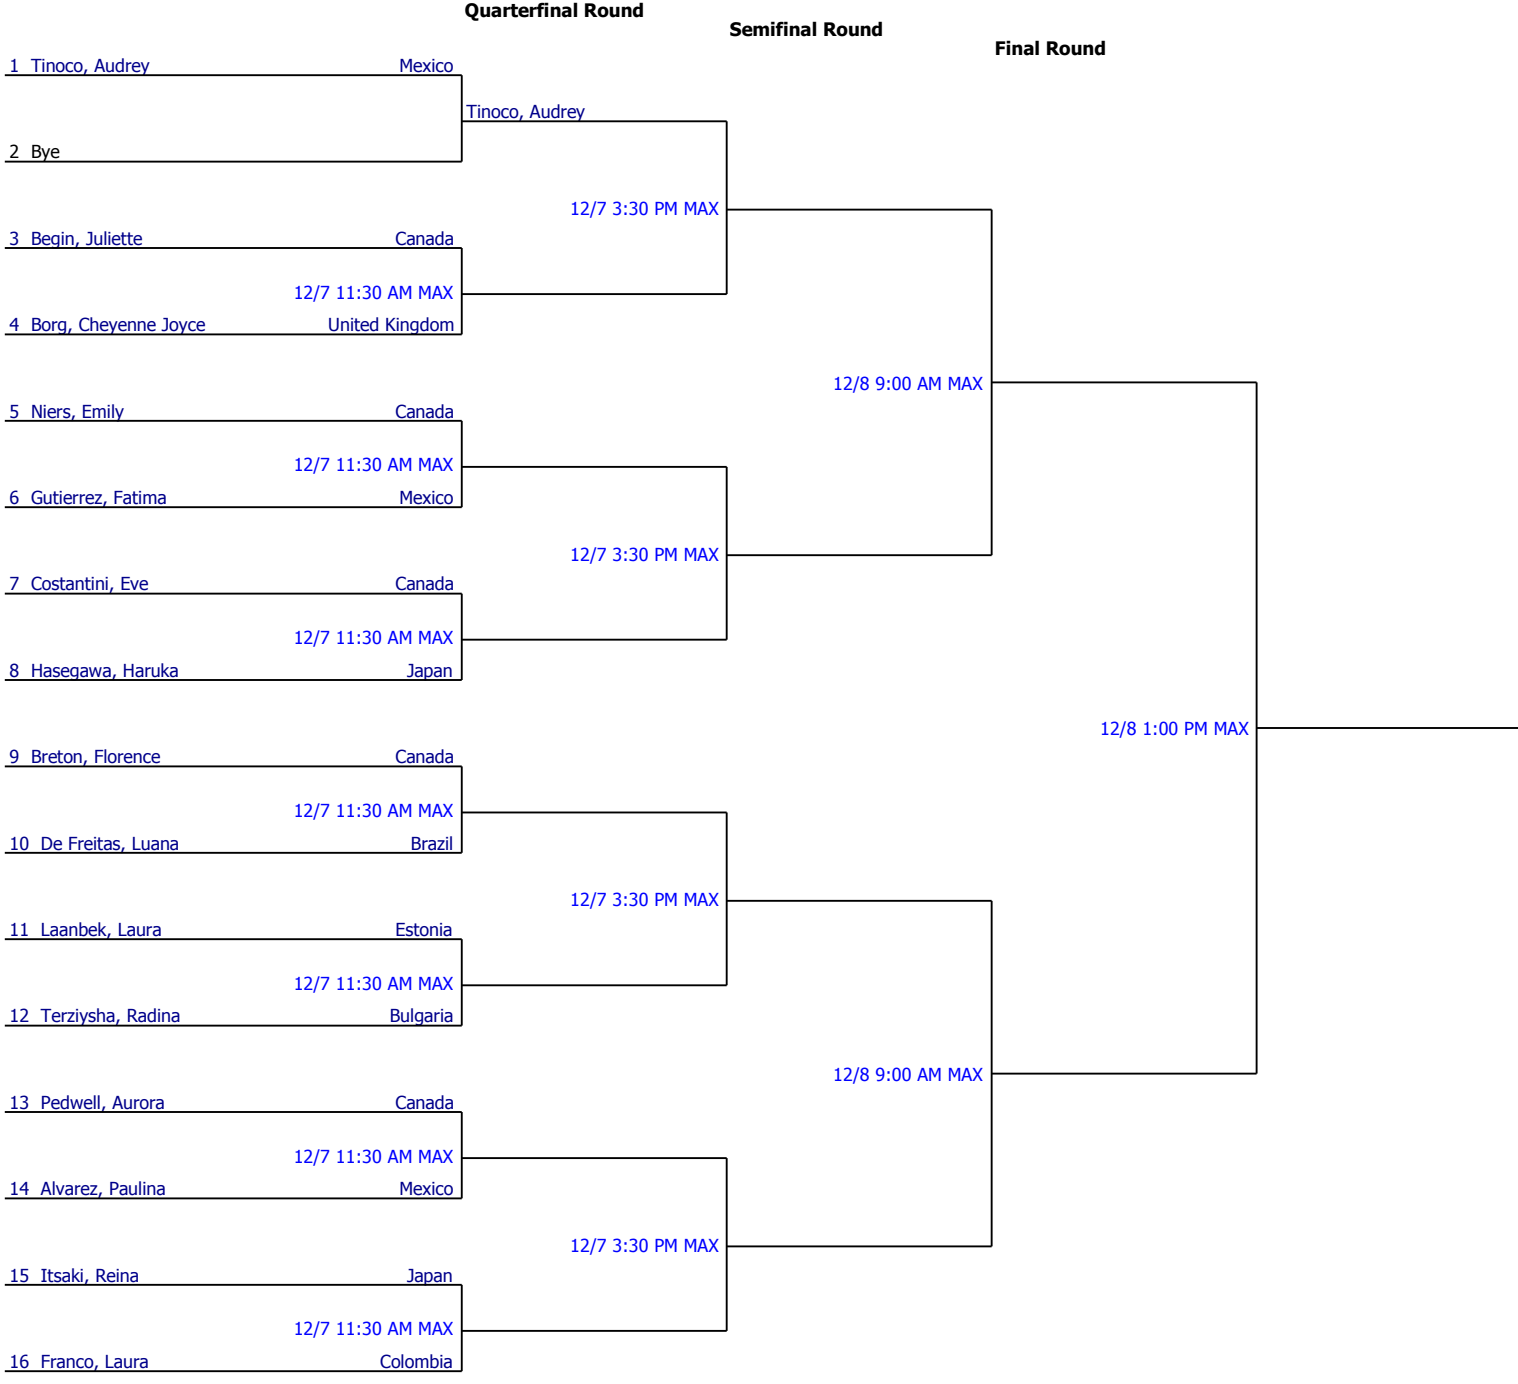 Quarterfinal Round
Semifinal Round
Final Round
1 Tinoco, Audrey Mexico
Tinoco, Audrey
2 Bye
12/7 3:30 PM MAX
3 Begin, Juliette Canada
12/7 11:30 AM MAX
4 Borg, Cheyenne Joyce United Kingdom
12/8 9:00 AM MAX
5 Niers, Emily Canada
12/7 11:30 AM MAX
6 Gutierrez, Fatima Mexico
12/7 3:30 PM MAX
7 Costantini, Eve Canada
12/7 11:30 AM MAX
8 Hasegawa, Haruka Japan
12/8 1:00 PM MAX
9 Breton, Florence Canada
12/7 11:30 AM MAX
10 De Freitas, Luana Brazil
12/7 3:30 PM MAX
11 Laanbek, Laura Estonia
12/7 11:30 AM MAX
12 Terziysha, Radina Bulgaria
12/8 9:00 AM MAX
13 Pedwell, Aurora Canada
12/7 11:30 AM MAX
14 Alvarez, Paulina Mexico
12/7 3:30 PM MAX
15 Itsaki, Reina Japan
12/7 11:30 AM MAX
16 Franco, Laura Colombia